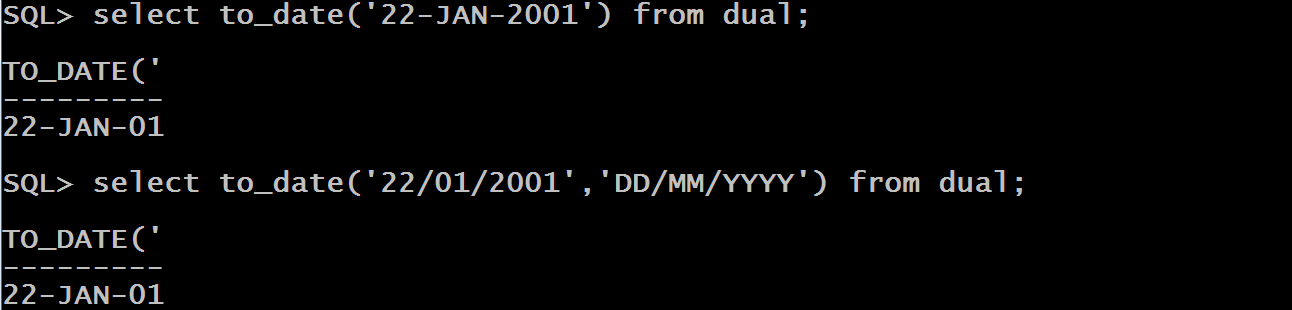 SQL> select to_date('22-JAN-2001') from dual;
TO_DATE('
---------
22-JAN-01
SQL> select to_date('22/01/2001','DD/MM/YYYY') from dual;
TO_DATE('
---------
22-JAN-01